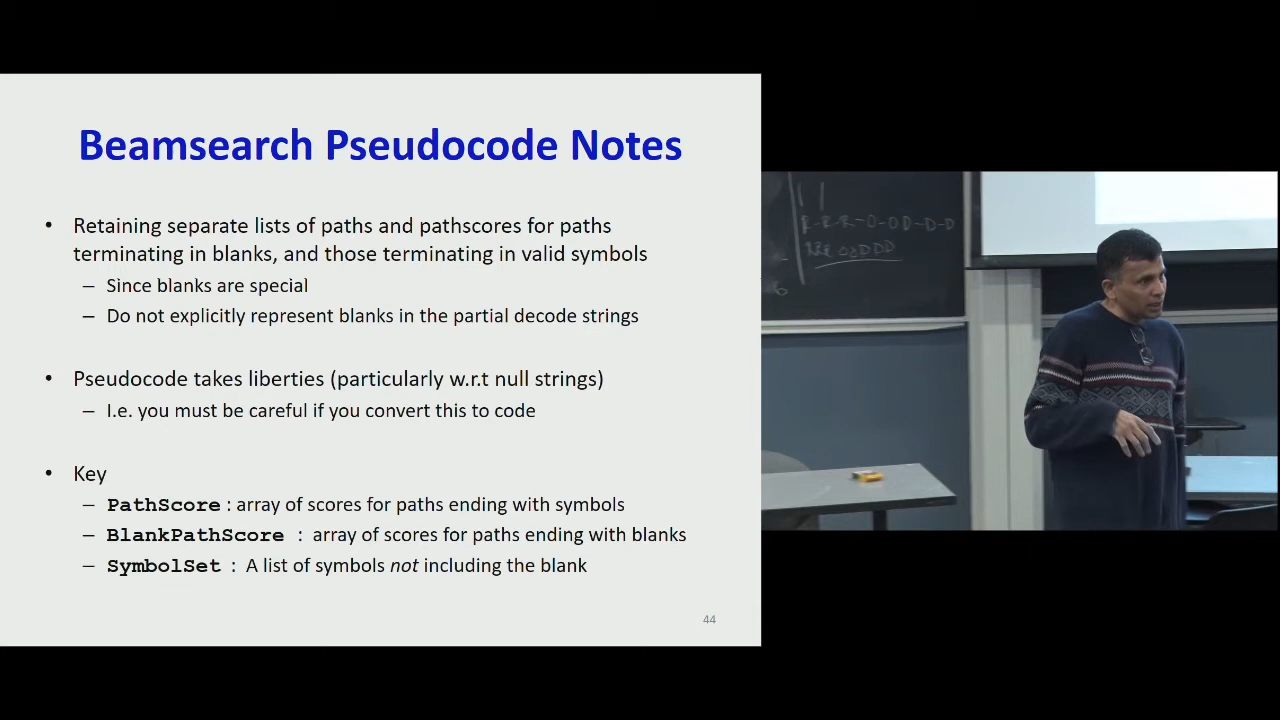 Beamsearch Pseudocode Notes
• Retaining separate lists of paths and pathscores for paths
terminating in blanks, and those terminating in valid symbols
– Since blanks are special
– Do not explicitly represent blanks in the partial decode strings
• Pseudocode takes liberties (particularly w.r.t null strings)
– I.e. you must be careful if you convert this to code
• Key
– PathScore : array of scores for paths ending with symbols
– BlankPathScore : array of scores for paths ending with blanks
– SymbolSet : A list of symbols not including the blank
44
R-R-R-O-OD-D-D
RRR OODDD